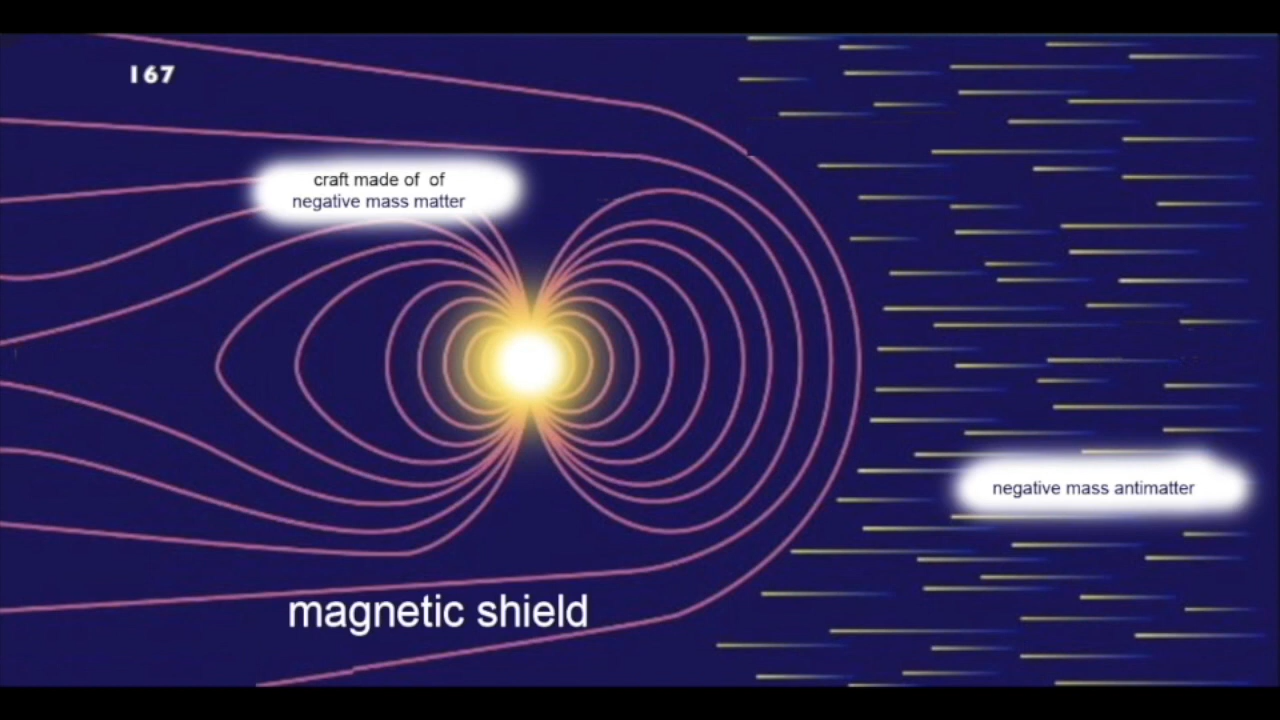 167
craft made of of
negative mass matter
negative mass antimatter
magnetic shield